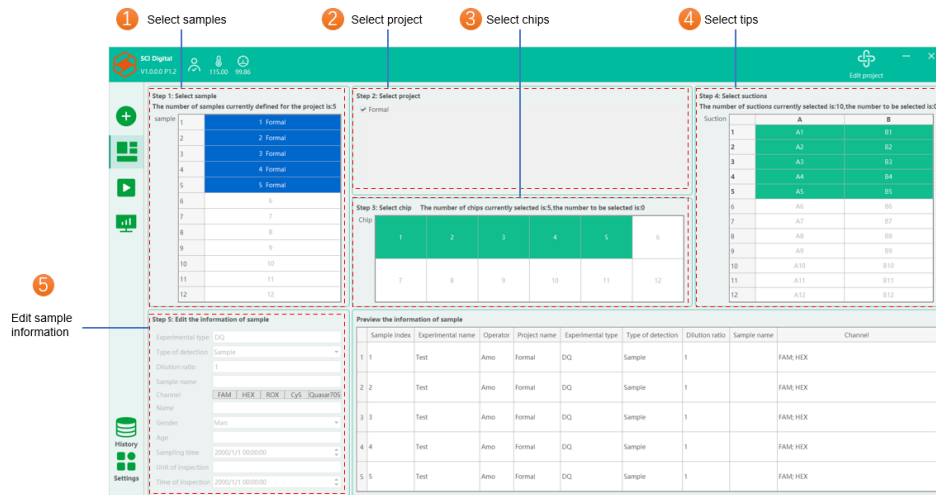 1 Select samples
2 Select project
3 Select chips
4 Select tips
SCI Digital
V1.0.0.0 P1.2
115.00 99.86
Edit project
Step 1: Select sample
The number of samples currently defined for the project is:5
sample
1 1 Formal
2 2 Formal
3 3 Formal
4 4 Formal
5 5 Formal
6 6
7 7
8 8
9 9
10 10
11 11
12 12
Step 2: Select project
Formal
Step 3: Select chip The number of chips currently selected is:5,the number to be selected is:0
Chip
1 2 3 4 5 6
7 8 9 10 11 12
Step 4: Select suctions
The number of suctions currently selected is:10,the number to be selected is:0
Suction
A B
1 A1 B1
2 A2 B2
3 A3 B3
4 A4 B4
5 A5 B5
6 A6 B6
7 A7 B7
8 A8 B8
9 A9 B9
10 A10 B10
11 A11 B11
12 A12 B12
5
Edit sample
information
History
Settings
Step 5: Edit the information of sample
Experimental type DQ
Type of detection Sample
Dilution ratio 1
Sample name
Channel FAM HEX ROX Cy5 Quasar705
Name
Gender Man
Age
Sampling time 2000/1/1 00:00:00
Unit of inspection
Time of inspection 2000/1/1 00:00:00
Preview the information of sample
Sample index Experimental name Operator Project name Experimental type Type of detection Dilution ratio Sample name Channel
1 1 Test Amo Formal DQ Sample 1 FAM; HEX
2 2 Test Amo Formal DQ Sample 1 FAM; HEX
3 3 Test Amo Formal DQ Sample 1 FAM; HEX
4 4 Test Amo Formal DQ Sample 1 FAM; HEX
5 5 Test Amo Formal DQ Sample 1 FAM; HEX